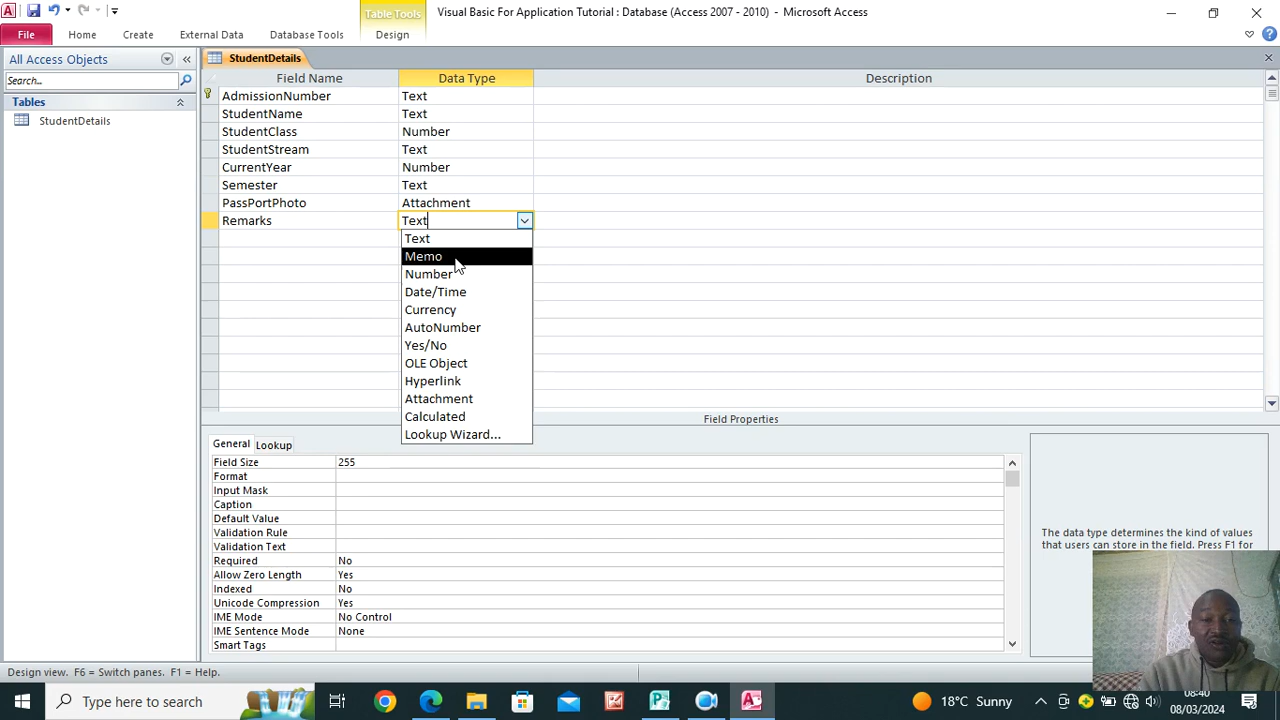 Visual Basic For Application Tutorial : Database (Access 2007 - 2010) - Microsoft Access
Table Tools
File Home Create External Data Database Tools Design
All Access Objects
Search...
Tables
StudentDetails
StudentDetails
Field Name Data Type Description
AdmissionNumber Text
StudentName Text
StudentClass Number
StudentStream Text
CurrentYear Number
Semester Text
PassPortPhoto Attachment
Remarks Text
Text
Memo
Number
Date/Time
Currency
AutoNumber
Yes/No
OLE Object
Hyperlink
Attachment
Calculated
Lookup Wizard...
Field Properties
General Lookup
Field Size 255
Format
Input Mask
Caption
Default Value
Validation Rule
Validation Text
Required No
Allow Zero Length Yes
Indexed No
Unicode Compression Yes
IME Mode No Control
IME Sentence Mode None
Smart Tags
The data type determines the kind of values
that users can store in the field. Press F1 for
Design view. F6 = Switch panes. F1 = Help.
Type here to search
18°C Sunny
08:40
08/03/2024